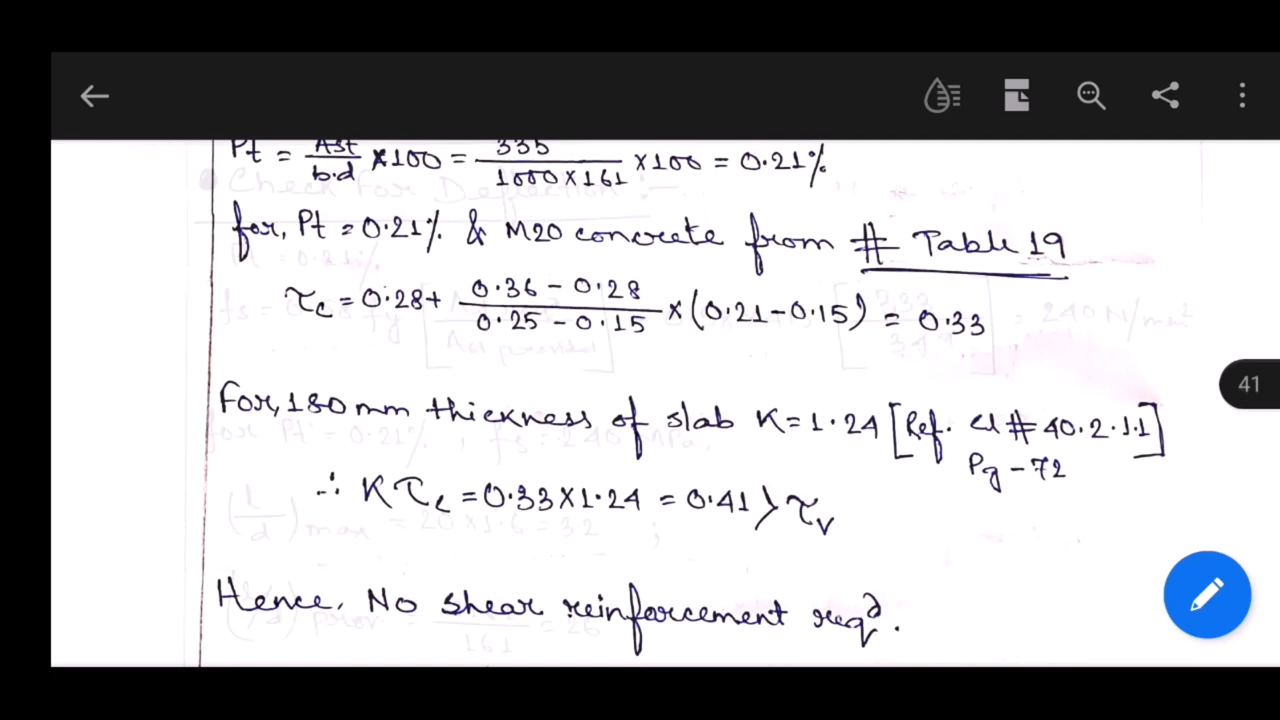 Pt = Ast/b.d × 100 = 335/1000×161 ×100 = 0.21%
for, Pt = 0.21% & M20 concrete from # Table 19
τc = 0.28+ 0.36 - 0.28/0.25 - 0.15 × (0.21-0.15) = 0.33
For, 180mm thickness of slab K = 1.24 [Ref. Cl # 40.2.1.1]
Pg - 72
41
∴ Kτc = 0.33×1.24 = 0.41 > τv
Hence, No shear reinforcement reqd.